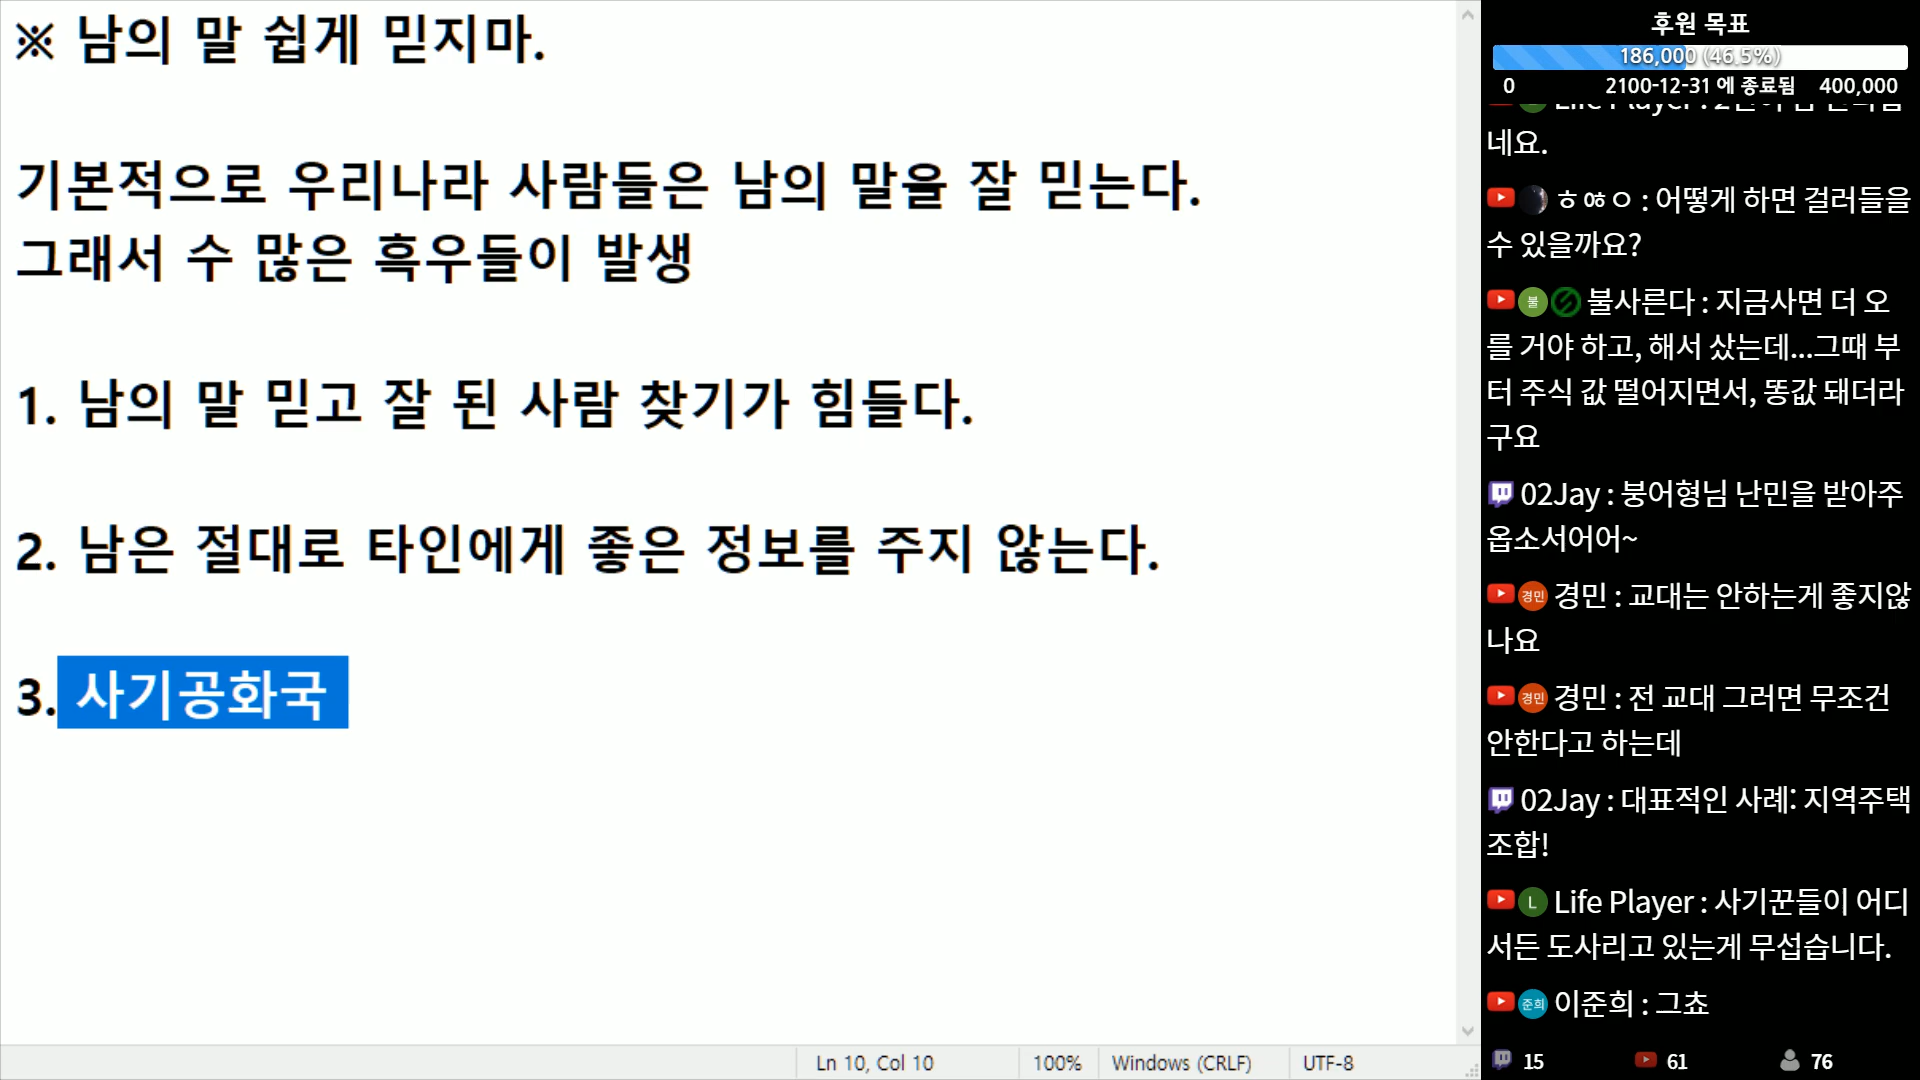 ※ 남의 말 쉽게 믿지마.
기본적으로 우리나라 사람들은 남의 말을 잘 믿는다.
그래서 수 많은 흑우들이 발생
1. 남의 말 믿고 잘 된 사람 찾기가 힘들다.
2. 남은 절대로 타인에게 좋은 정보를 주지 않는다.
3. 사기공화국
Ln 10, Col 10
100%
Windows (CRLF)
UTF-8
후원 목표
186,000 (46.5%)
0 2100-12-31 에 종료됨 400,000
네요.
ㅎㆀㅇ : 어떻게 하면 걸러들을
수 있을까요?
불 불사른다 : 지금사면 더 오
를 거야 하고, 해서 샀는데...그때 부
터 주식 값 떨어지면서, 똥값 돼더라
구요
02Jay : 붕어형님 난민을 받아주
옵소서어어~
경민 경민 : 교대는 안하는게 좋지않
나요
경민 경민 : 전 교대 그러면 무조건
안한다고 하는데
02Jay : 대표적인 사례: 지역주택
조합!
L Life Player : 사기꾼들이 어디
서든 도사리고 있는게 무섭습니다.
준희 이준희 : 그쵸
15 61 76